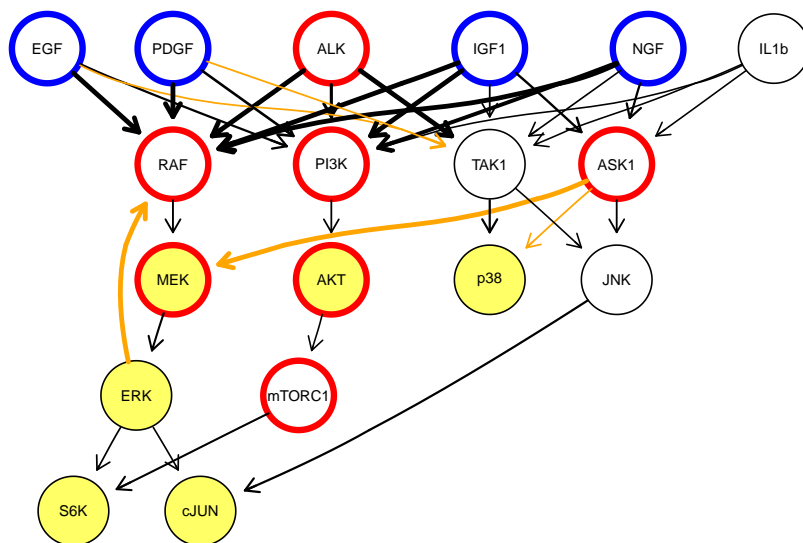 EGF
PDGF
ALK
IGF1
NGF
IL1b
RAF
PI3K
TAK1
ASK1
MEK
AKT
p38
JNK
ERK
mTORC1
S6K
cJUN